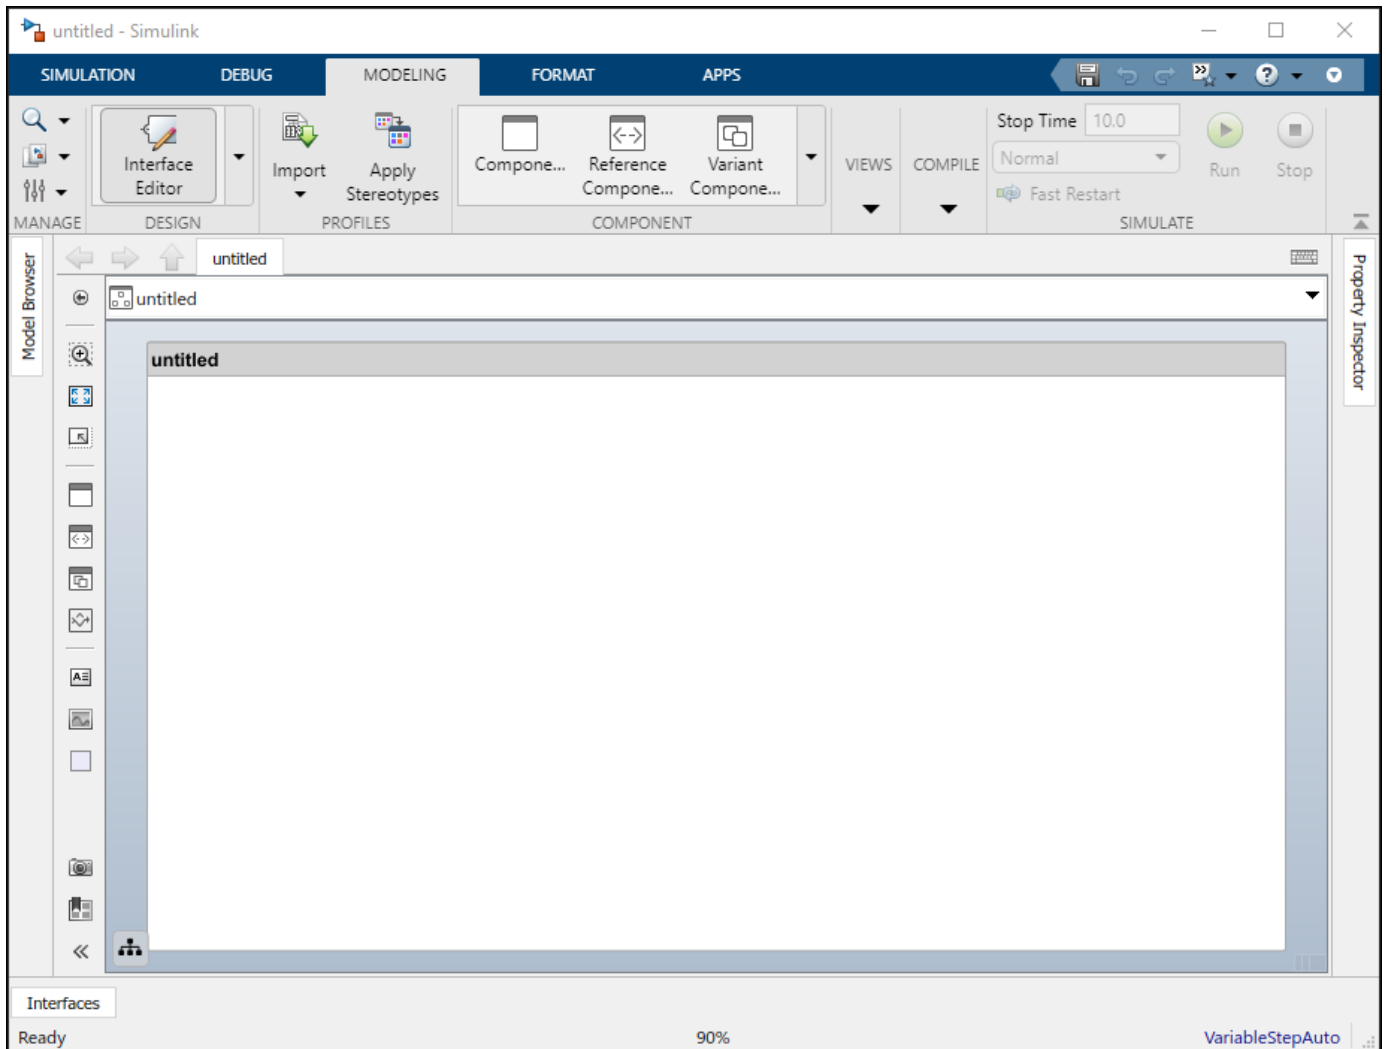 untitled - Simulink
SIMULATION DEBUG MODELING FORMAT APPS
Stop Time 10.0
Interface Editor
Import
Apply Stereotypes
Compone...
Reference Compone...
Variant Compone...
VIEWS
COMPILE
Normal
Fast Restart
Run
Stop
MANAGE DESIGN PROFILES COMPONENT SIMULATE
Model Browser
untitled
Property Inspector
untitled
untitled
Interfaces
Ready 90% VariableStepAuto